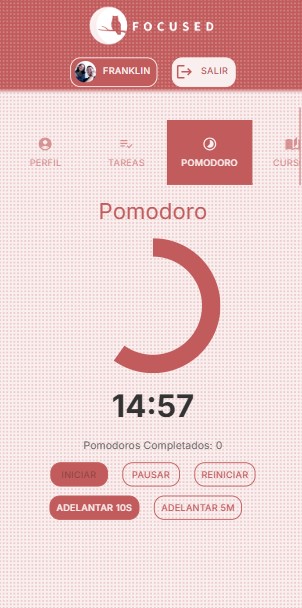 FOCUSED
FRANKLIN
SALIR
PERFIL
TAREAS
POMODORO
CURS
Pomodoro
14:57
Pomodoros Completados: 0
INICIAR
PAUSAR
REINICIAR
ADELANTAR 10S
ADELANTAR 5M